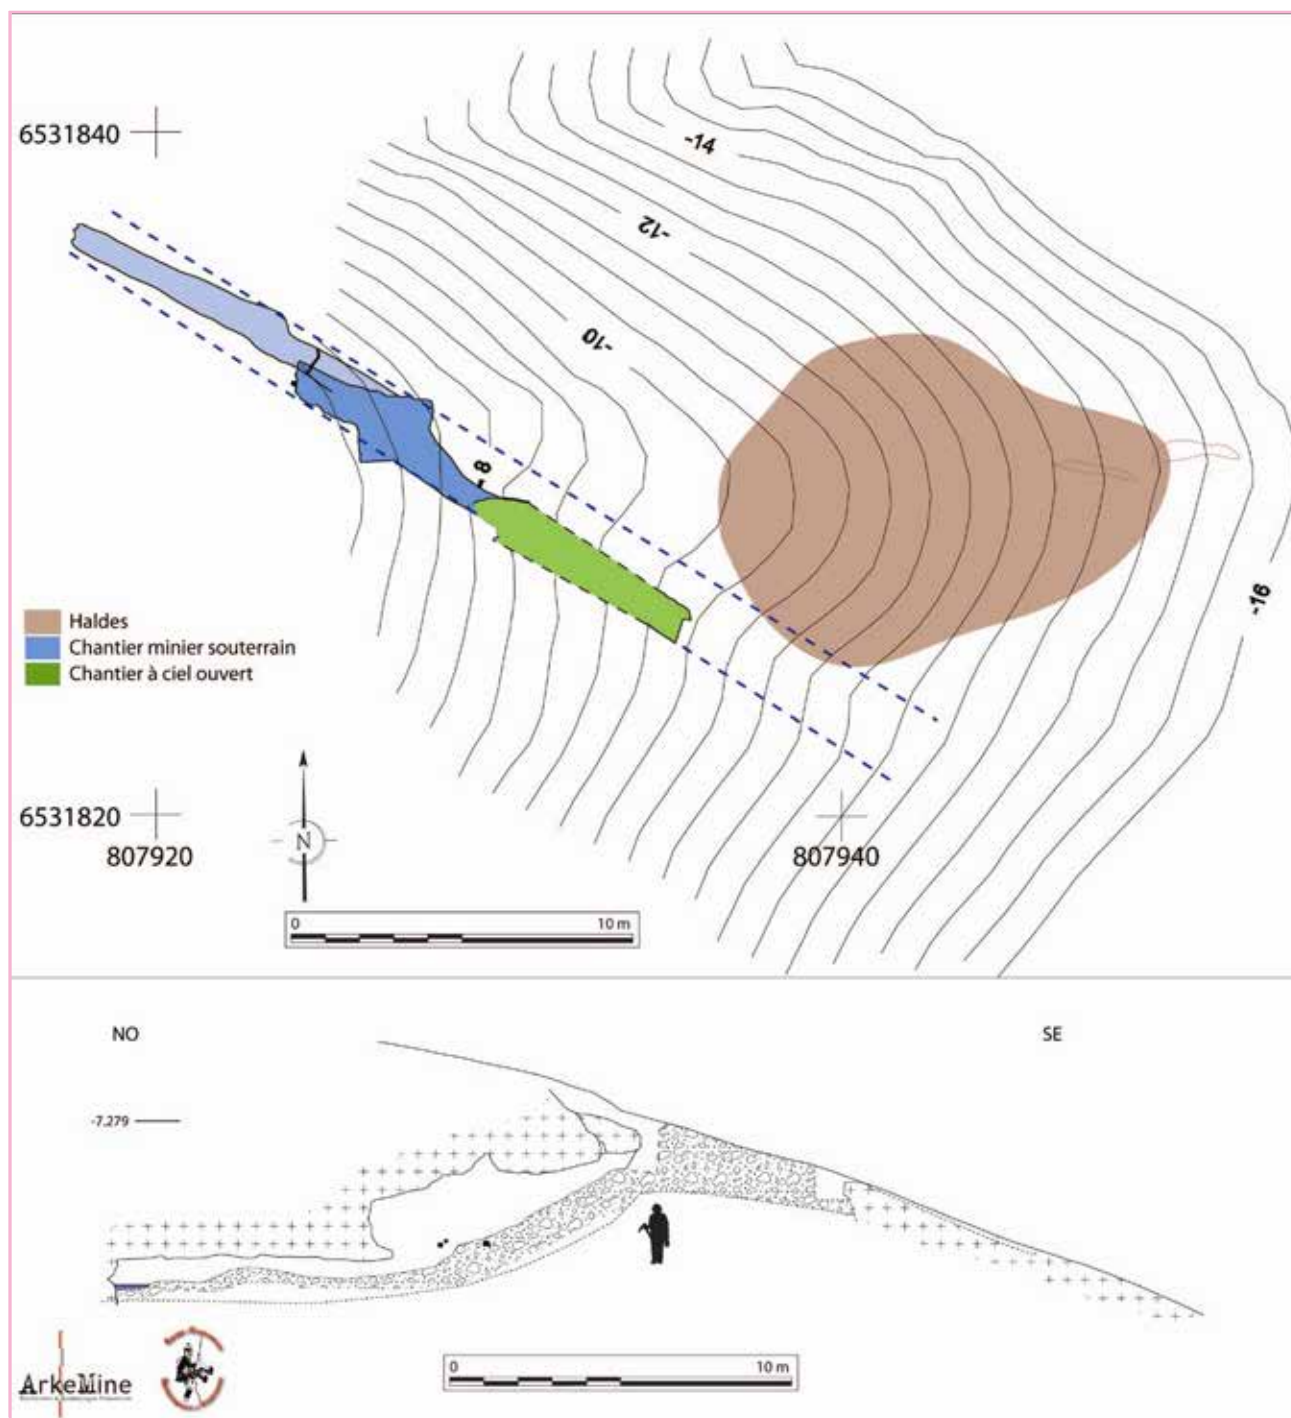 6531840
-14
-12
-10
-8
Haldes
Chantier minier souterrain
Chantier à ciel ouvert
-16
6531820
N
807920
807940
0 10 m
NO
SE
-7.279
ArkeMine
0 10 m